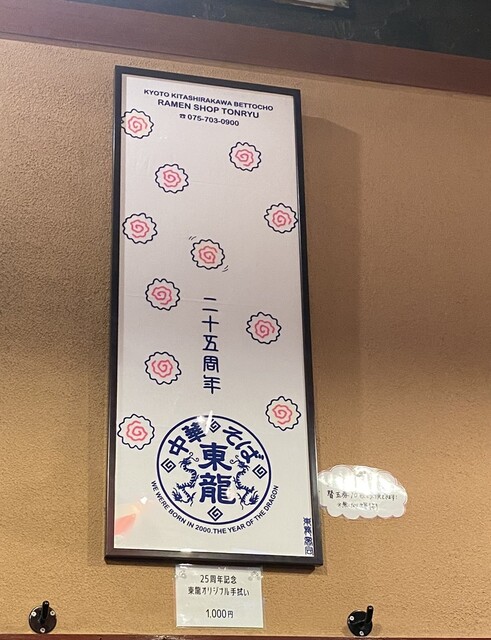 KYOTO KITASHIRAKAWA BETTOCHO
RAMEN SHOP TONRYU
☎075-703-0900
二十五周年
中華そば
東龍
WE WERE BORN IN 2000. THE YEAR OF THE DRAGON
25周年記念
東龍オリジナル手拭い
1,000円